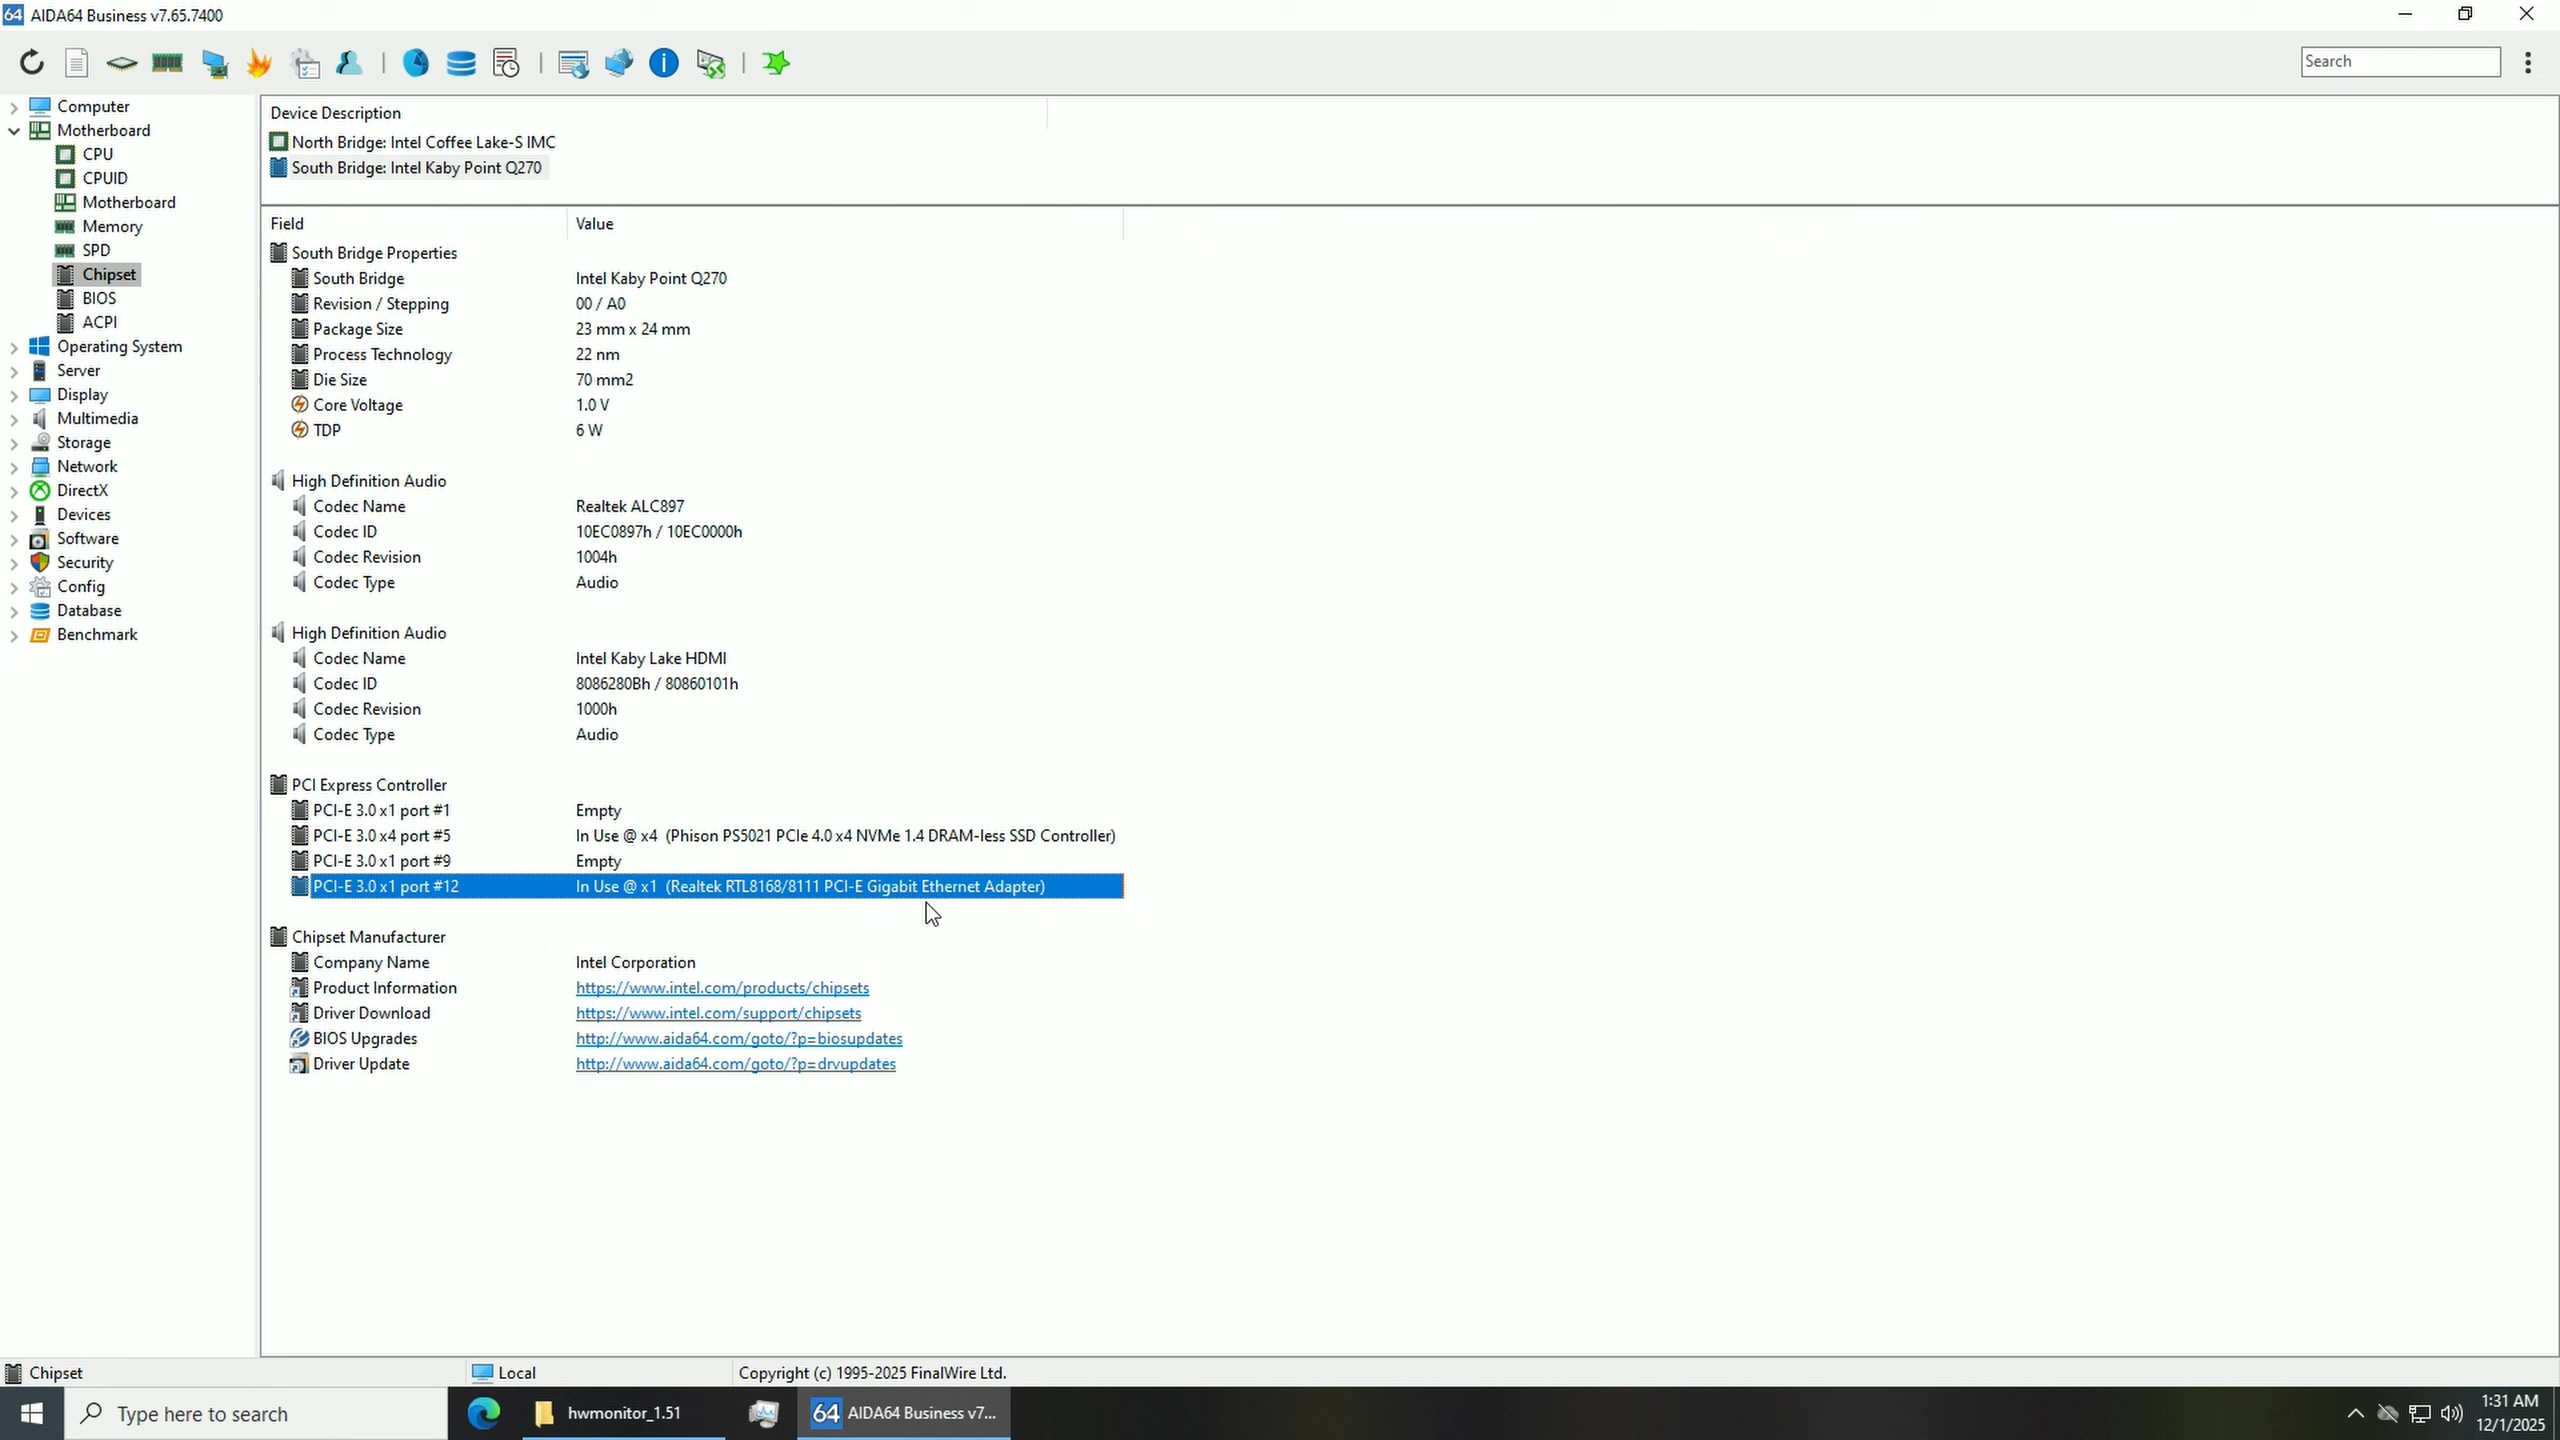 64 AIDA64 Business v7.65.7400
Search
Computer
Motherboard
CPU
CPUID
Motherboard
Memory
SPD
Chipset
BIOS
ACPI
Operating System
Server
Display
Multimedia
Storage
Network
DirectX
Devices
Software
Security
Config
Database
Benchmark
Device Description
North Bridge: Intel Coffee Lake-S IMC
South Bridge: Intel Kaby Point Q270
Field Value
South Bridge Properties
South Bridge Intel Kaby Point Q270
Revision / Stepping 00 / A0
Package Size 23 mm x 24 mm
Process Technology 22 nm
Die Size 70 mm2
Core Voltage 1.0 V
TDP 6 W
High Definition Audio
Codec Name Realtek ALC897
Codec ID 10EC0897h / 10EC0000h
Codec Revision 1004h
Codec Type Audio
High Definition Audio
Codec Name Intel Kaby Lake HDMI
Codec ID 8086280Bh / 80860101h
Codec Revision 1000h
Codec Type Audio
PCI Express Controller
PCI-E 3.0 x1 port #1 Empty
PCI-E 3.0 x4 port #5 In Use @ x4 (Phison PS5021 PCIe 4.0 x4 NVMe 1.4 DRAM-less SSD Controller)
PCI-E 3.0 x1 port #9 Empty
PCI-E 3.0 x1 port #12 In Use @ x1 (Realtek RTL8168/8111 PCI-E Gigabit Ethernet Adapter)
Chipset Manufacturer
Company Name Intel Corporation
Product Information https://www.intel.com/products/chipsets
Driver Download https://www.intel.com/support/chipsets
BIOS Upgrades http://www.aida64.com/goto/?p=biosupdates
Driver Update http://www.aida64.com/goto/?p=drvupdates
Chipset Local Copyright (c) 1995-2025 FinalWire Ltd.
Type here to search hwmonitor_1.51 64 AIDA64 Business v7... 1:31 AM
12/1/2025